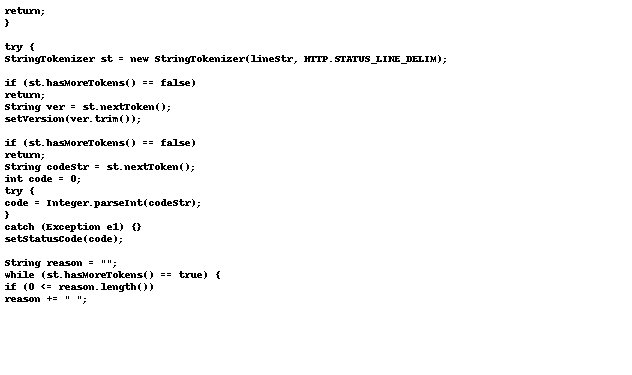 return;
}
try {
StringTokenizer st = new StringTokenizer(lineStr, HTTP.STATUS_LINE_DELIM);
if (st.hasMoreTokens() == false)
return;
String ver = st.nextToken();
setVersion(ver.trim());
if (st.hasMoreTokens() == false)
return;
String codeStr = st.nextToken();
int code = 0;
try {
code = Integer.parseInt(codeStr);
}
catch (Exception e1) {}
setStatusCode(code);
String reason = "";
while (st.hasMoreTokens() == true) {
if (0 <= reason.length())
reason += " ";